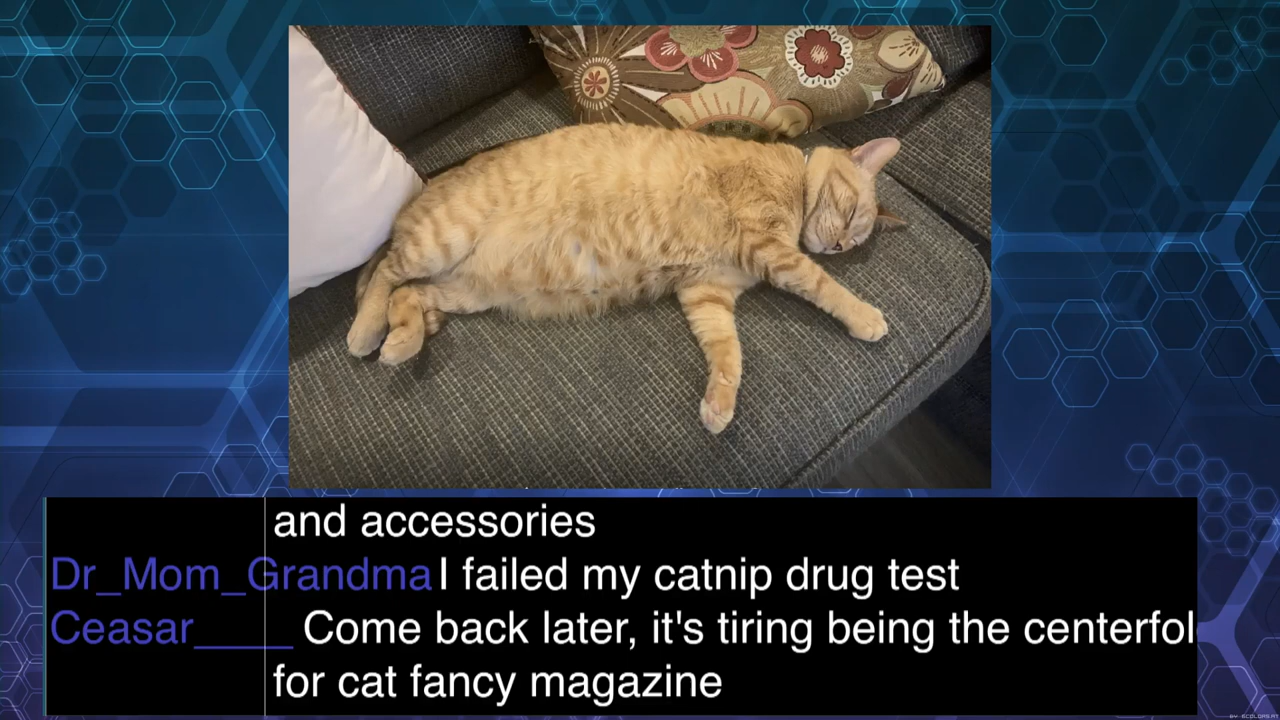 and accessories
Dr_Mom_Grandma I failed my catnip drug test
Ceasar____ Come back later, it's tiring being the centerfol
for cat fancy magazine